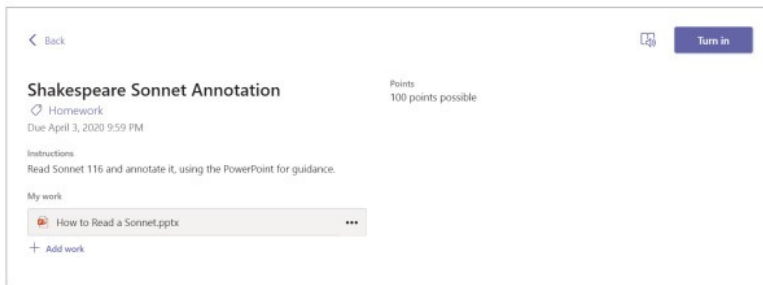 Back
Turn in
Shakespeare Sonnet Annotation
Homework
Due April 3, 2020 9:59 PM
Points
100 points possible
Instructions
Read Sonnet 116 and annotate it, using the PowerPoint for guidance.
My work
How to Read a Sonnet.pptx
+ Add work